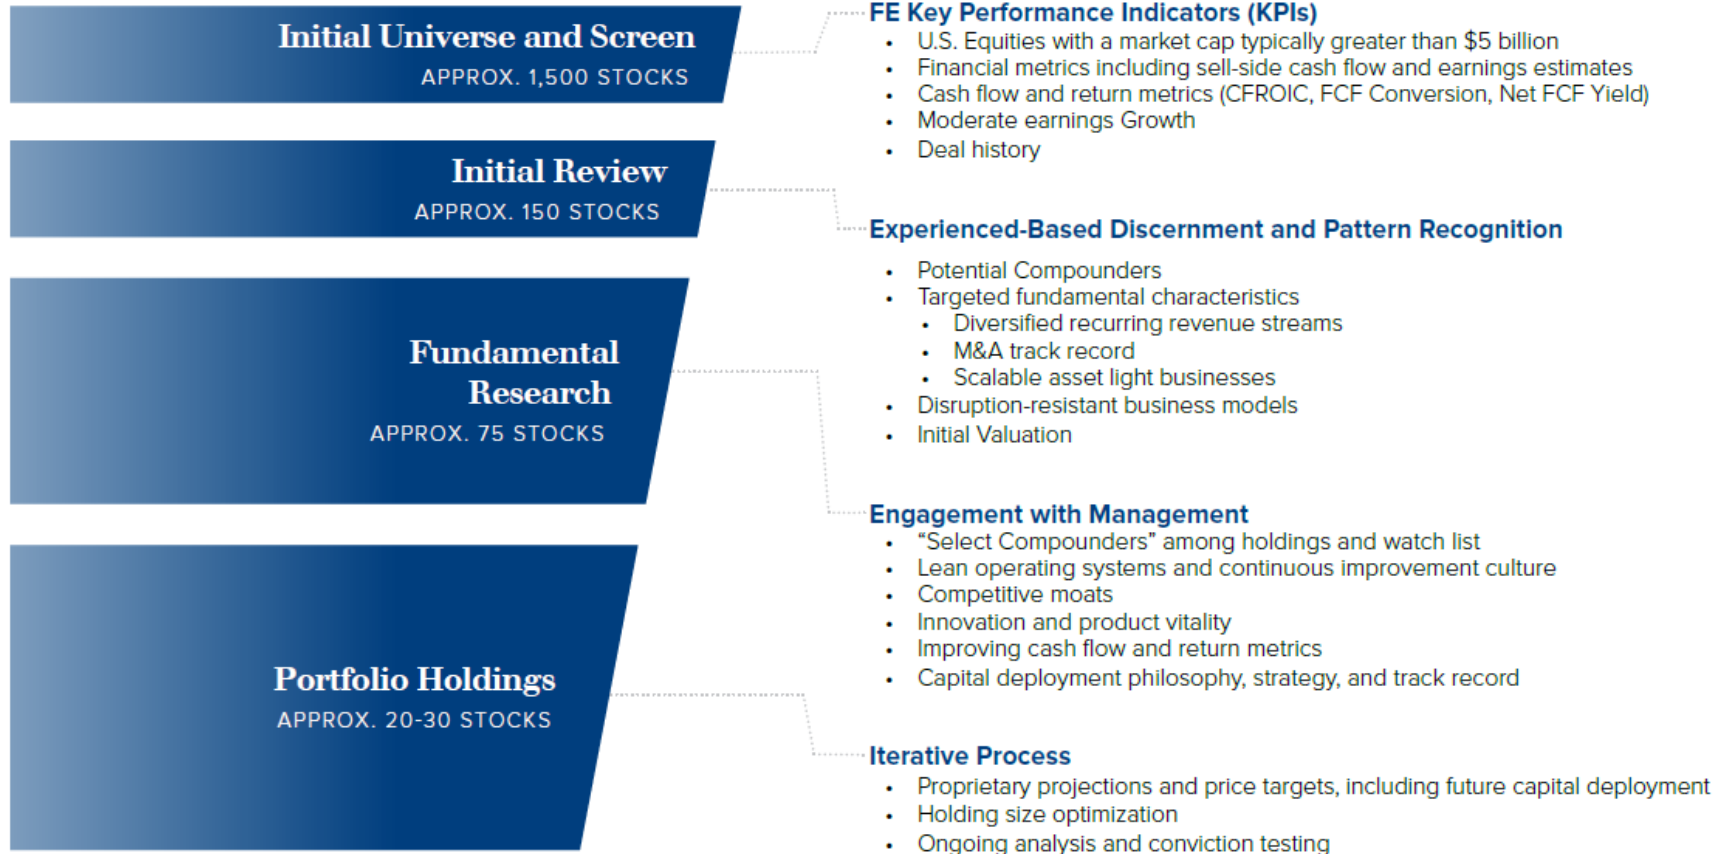 Initial Universe and Screen
APPROX. 1,500 STOCKS
FE Key Performance Indicators (KPIs)
• U.S. Equities with a market cap typically greater than $5 billion
• Financial metrics including sell-side cash flow and earnings estimates
• Cash flow and return metrics (CFROIC, FCF Conversion, Net FCF Yield)
• Moderate earnings Growth
• Deal history
Initial Review
APPROX. 150 STOCKS
Experienced-Based Discernment and Pattern Recognition
• Potential Compounders
• Targeted fundamental characteristics
• Diversified recurring revenue streams
• M&A track record
• Scalable asset light businesses
• Disruption-resistant business models
• Initial Valuation
Fundamental
Research
APPROX. 75 STOCKS
Engagement with Management
• “Select Compounders” among holdings and watch list
• Lean operating systems and continuous improvement culture
• Competitive moats
• Innovation and product vitality
• Improving cash flow and return metrics
• Capital deployment philosophy, strategy, and track record
Portfolio Holdings
APPROX. 20-30 STOCKS
Iterative Process
• Proprietary projections and price targets, including future capital deployment
• Holding size optimization
• Ongoing analysis and conviction testing